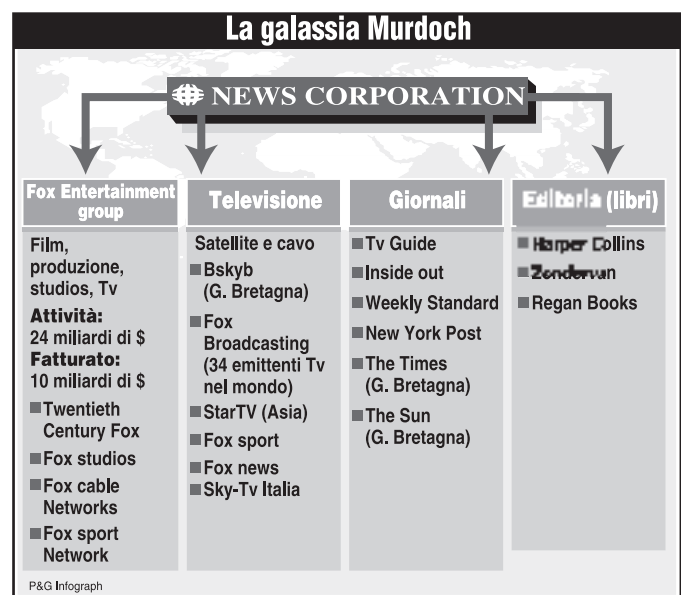 La galassia Murdoch
NEWS CORPORATION
Fox Entertainment
group
Film,
produzione,
studios, Tv
Attività:
24 miliardi di $
Fatturato:
10 miliardi di $
Twentieth
Century Fox
Fox studios
Fox cable
Networks
Fox sport
Network
Televisione
Satellite e cavo
Bskyb
(G. Bretagna)
Fox
Broadcasting
(34 emittenti Tv
nel mondo)
StarTV (Asia)
Fox sport
Fox news
Sky-Tv Italia
Giornali
Tv Guide
Inside out
Weekly Standard
New York Post
The Times
(G. Bretagna)
The Sun
(G. Bretagna)
Editoria (libri)
Harper Collins
Zondervan
Regan Books
P&G Infograph